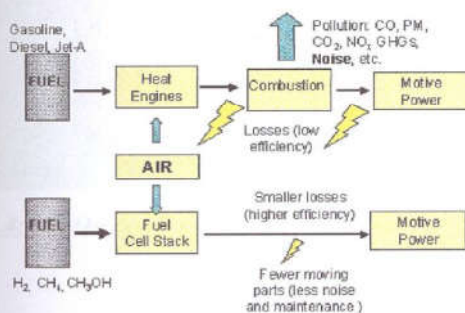 Gasoline,
Diesel, Jet-A
FUEL
Heat
Engines
Combustion
Pollution: CO, PM,
CO₂, NOₓ, GHGs,
Noise, etc.
Motive
Power
Losses (low
efficiency)
AIR
FUEL
H₂, CH₄, CH₃OH
Fuel
Cell Stack
Smaller losses
(higher efficiency)
Fewer moving
parts (less noise
and maintenance )
Motive
Power